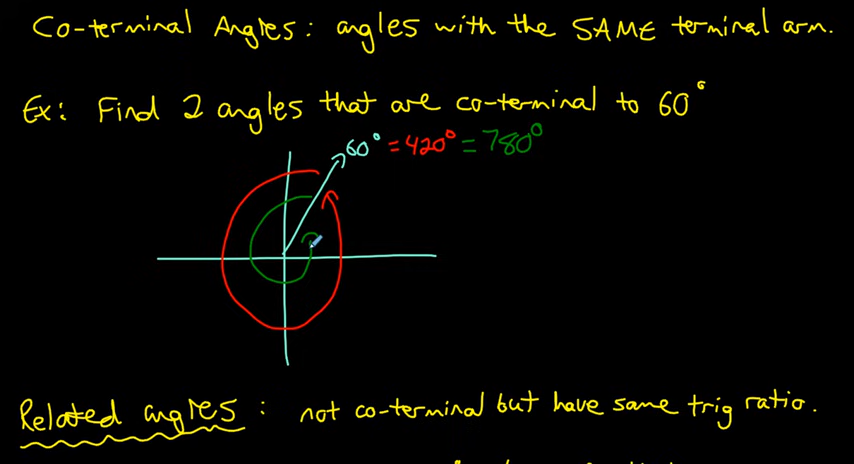 Co-terminal Angles: angles with the SAME terminal arm.
Ex: Find 2 angles that are co-terminal to 60°
60° = 420° = 780°
Related angles: not co-terminal but have same trig ratio.